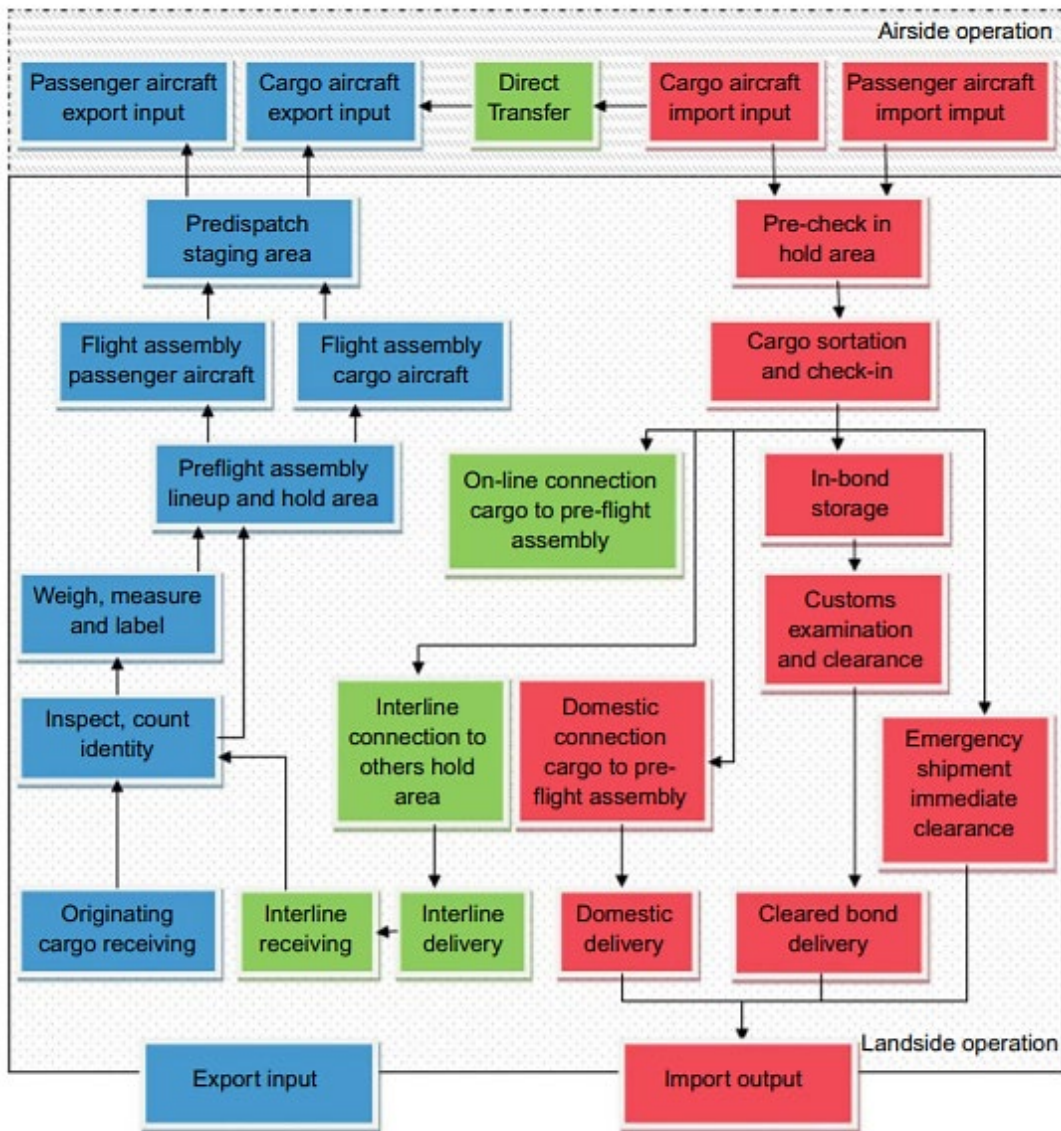 Airside operation
Passenger aircraft
export input
Cargo aircraft
export input
Direct
Transfer
Cargo aircraft
import input
Passenger aircraft
import imput
Predispatch
staging area
Pre-check in
hold area
Flight assembly
passenger aircraft
Flight assembly
cargo aircraft
Cargo sortation
and check-in
Preflight assembly
lineup and hold area
On-line connection
cargo to pre-flight
assembly
In-bond
storage
Weigh, measure
and label
Customs
examination
and clearance
Inspect, count
identity
Interline
connection to
others hold
area
Domestic
connection
cargo to pre-
flight assembly
Emergency
shipment
immediate
clearance
Originating
cargo receiving
Interline
receiving
Interline
delivery
Domestic
delivery
Cleared bond
delivery
Landside operation
Export input
Import output